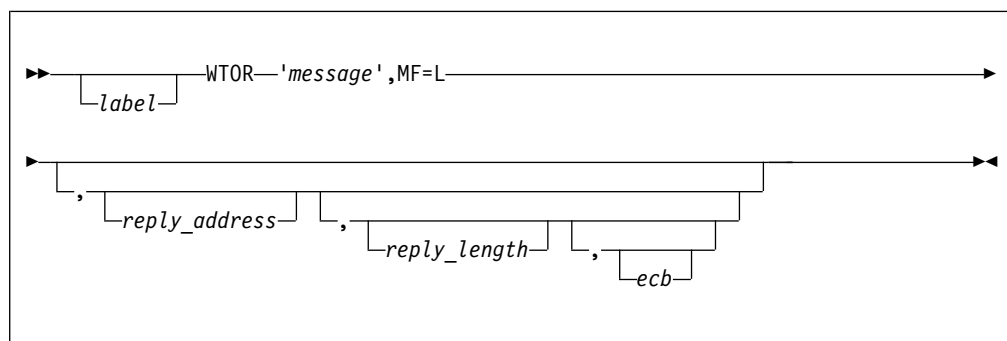 label
WTOR 'message',MF=L
,
reply_address
,
reply_length
,
ecb